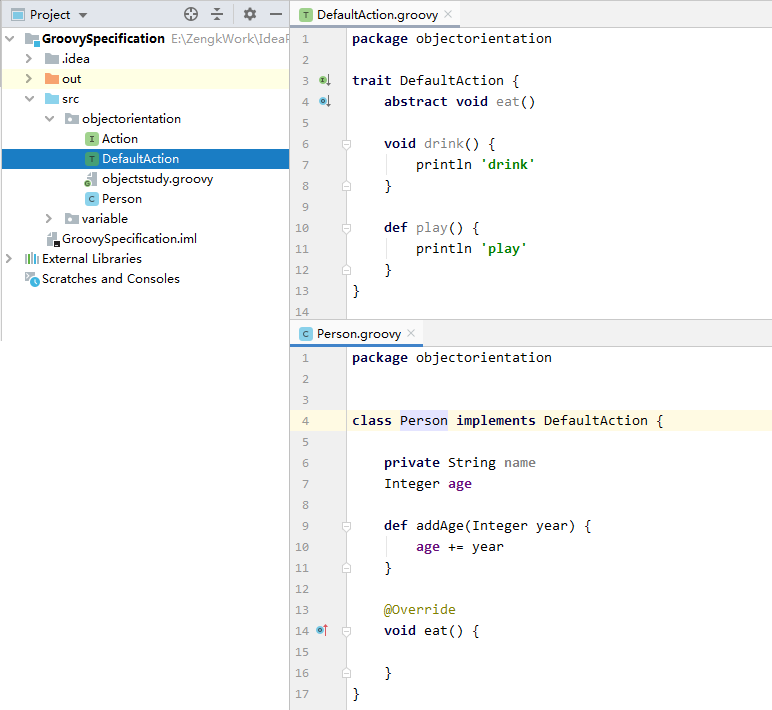 Project
GroovySpecification E:\ZengkWork\IdeaP
.idea
out
src
objectorientation
Action
DefaultAction
objectstudy.groovy
Person
variable
GroovySpecification.iml
External Libraries
Scratches and Consoles
DefaultAction.groovy
1 package objectorientation
2
3 trait DefaultAction {
4     abstract void eat()
5
6     void drink() {
7         println 'drink'
8     }
9
10     def play() {
11         println 'play'
12     }
13 }
14
Person.groovy
1 package objectorientation
2
3
4 class Person implements DefaultAction {
5
6     private String name
7     Integer age
8
9     def addAge(Integer year) {
10         age += year
11     }
12
13     @Override
14     void eat() {
15
16     }
17 }